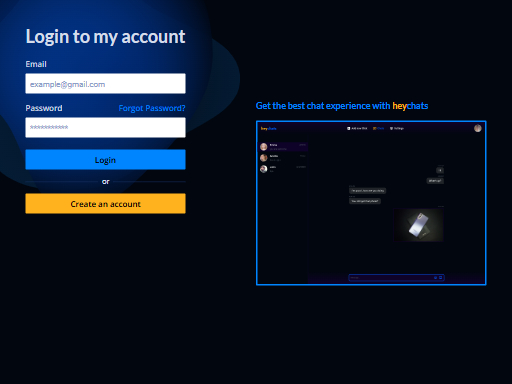 Login to my account
Email
example@gmail.com
Password Forgot Password?
************
Login
or
Create an account
Get the best chat experience with heychats
heychats
Settings